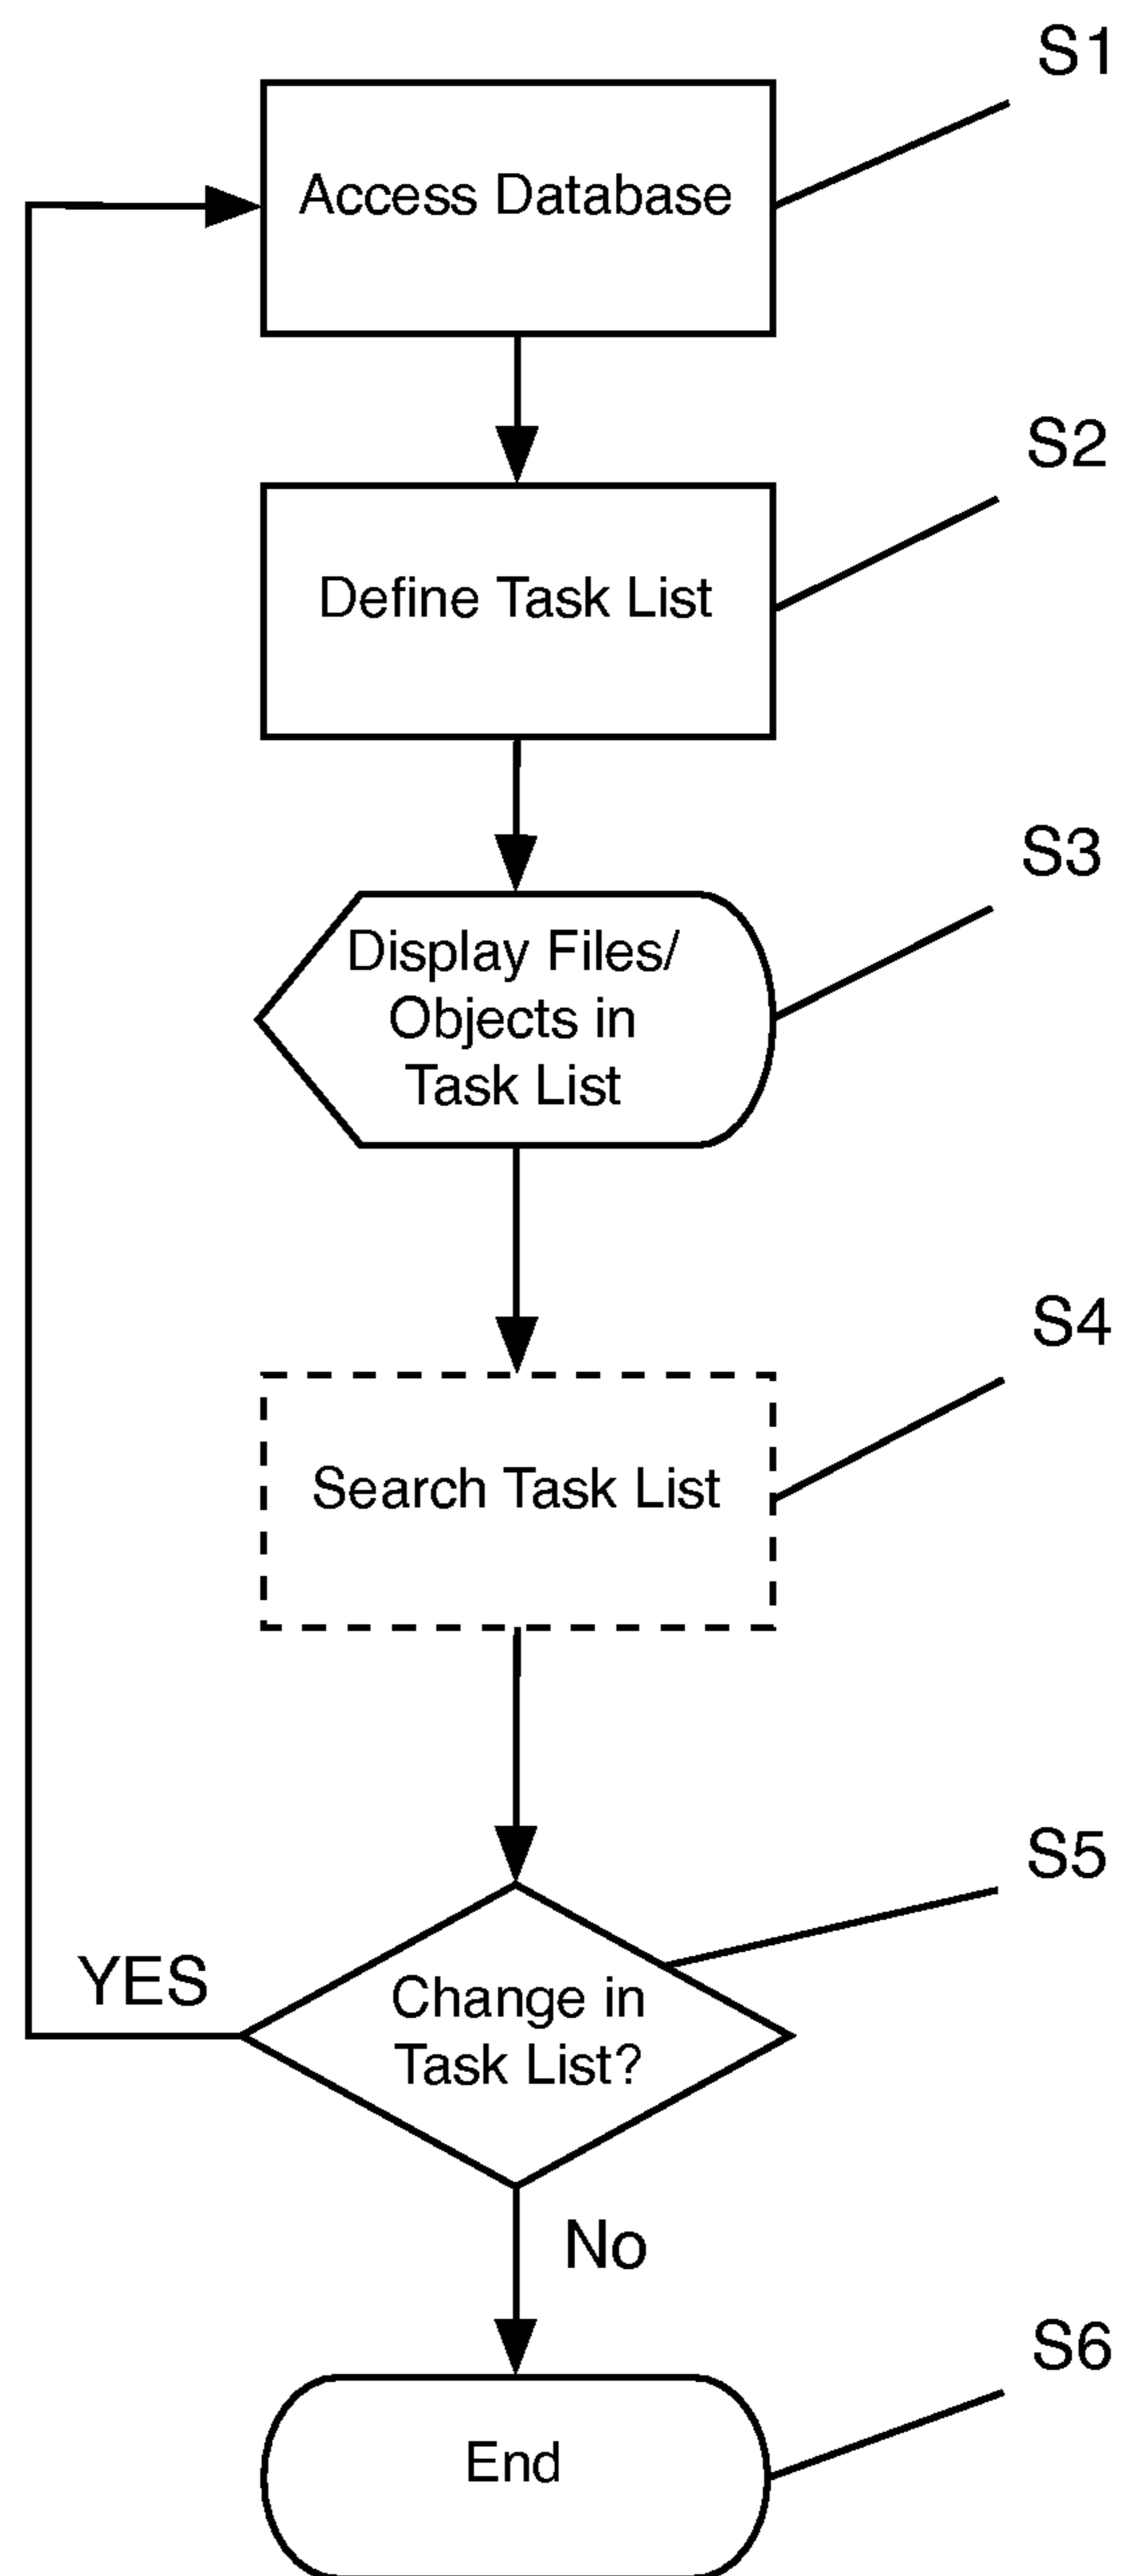 S1
Access Database
S2
Define Task List
S3
Display Files/
Objects in
Task List
S4
Search Task List
S5
YES
Change in
Task List?
No
S6
End